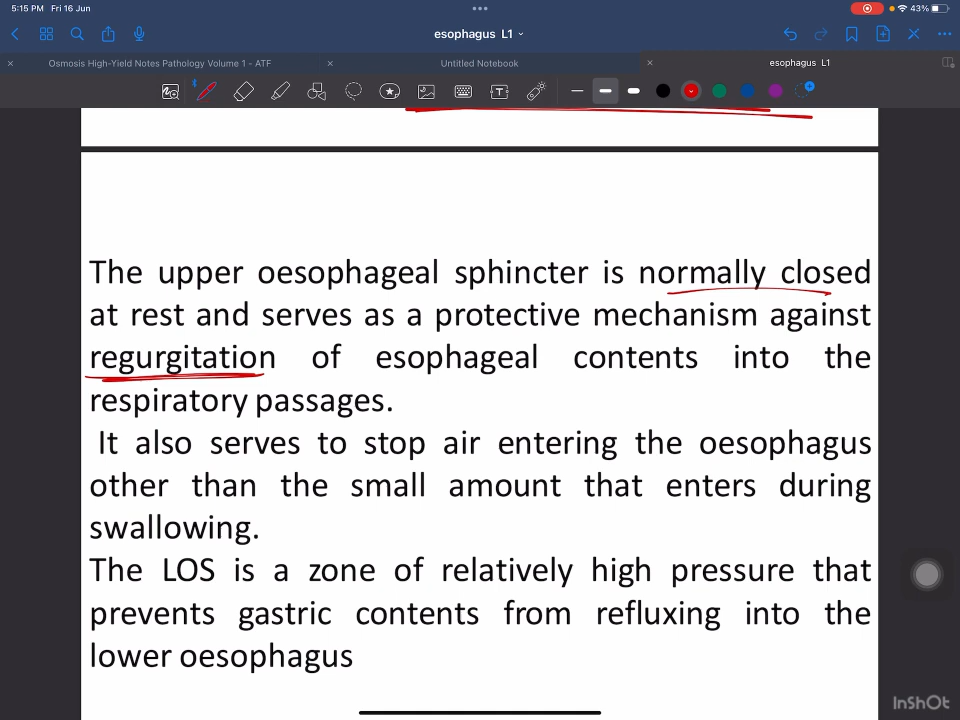 5:15 PM Fri 16 Jun
43%
esophagus L1
Osmosis High-Yield Notes Pathology Volume 1 - ATF
Untitled Notebook
esophagus L1
The upper oesophageal sphincter is normally closed
at rest and serves as a protective mechanism against
regurgitation of esophageal contents into the
respiratory passages.
It also serves to stop air entering the oesophagus
other than the small amount that enters during
swallowing.
The LOS is a zone of relatively high pressure that
prevents gastric contents from refluxing into the
lower oesophagus
InShOt